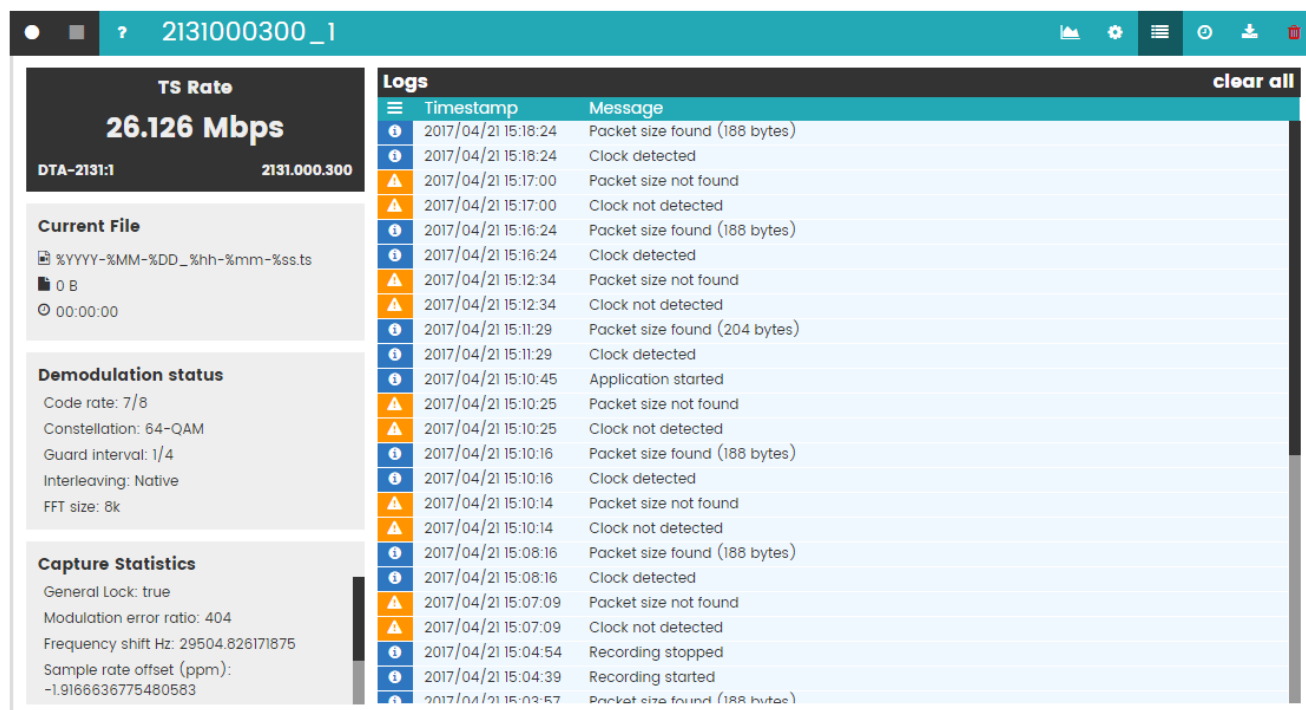 ? 2131000300_1
TS Rate
26.126 Mbps
DTA-2131:1 2131.000.300
Current File
%YYYY-%MM-%DD_%hh-%mm-%ss.ts
0 B
00:00:00
Demodulation status
Code rate: 7/8
Constellation: 64-QAM
Guard interval: 1/4
Interleaving: Native
FFT size: 8k
Capture Statistics
General Lock: true
Modulation error ratio: 404
Frequency shift Hz: 29504.826171875
Sample rate offset (ppm):
-1.9166636775480583
Logs clear all
Timestamp Message
2017/04/21 15:18:24 Packet size found (188 bytes)
2017/04/21 15:18:24 Clock detected
2017/04/21 15:17:00 Packet size not found
2017/04/21 15:17:00 Clock not detected
2017/04/21 15:16:24 Packet size found (188 bytes)
2017/04/21 15:16:24 Clock detected
2017/04/21 15:12:34 Packet size not found
2017/04/21 15:12:34 Clock not detected
2017/04/21 15:11:29 Packet size found (204 bytes)
2017/04/21 15:11:29 Clock detected
2017/04/21 15:10:45 Application started
2017/04/21 15:10:25 Packet size not found
2017/04/21 15:10:25 Clock not detected
2017/04/21 15:10:16 Packet size found (188 bytes)
2017/04/21 15:10:16 Clock detected
2017/04/21 15:10:14 Packet size not found
2017/04/21 15:10:14 Clock not detected
2017/04/21 15:08:16 Packet size found (188 bytes)
2017/04/21 15:08:16 Clock detected
2017/04/21 15:07:09 Packet size not found
2017/04/21 15:07:09 Clock not detected
2017/04/21 15:04:54 Recording stopped
2017/04/21 15:04:39 Recording started
2017/04/21 15:03:57 Packet size found (188 bytes)